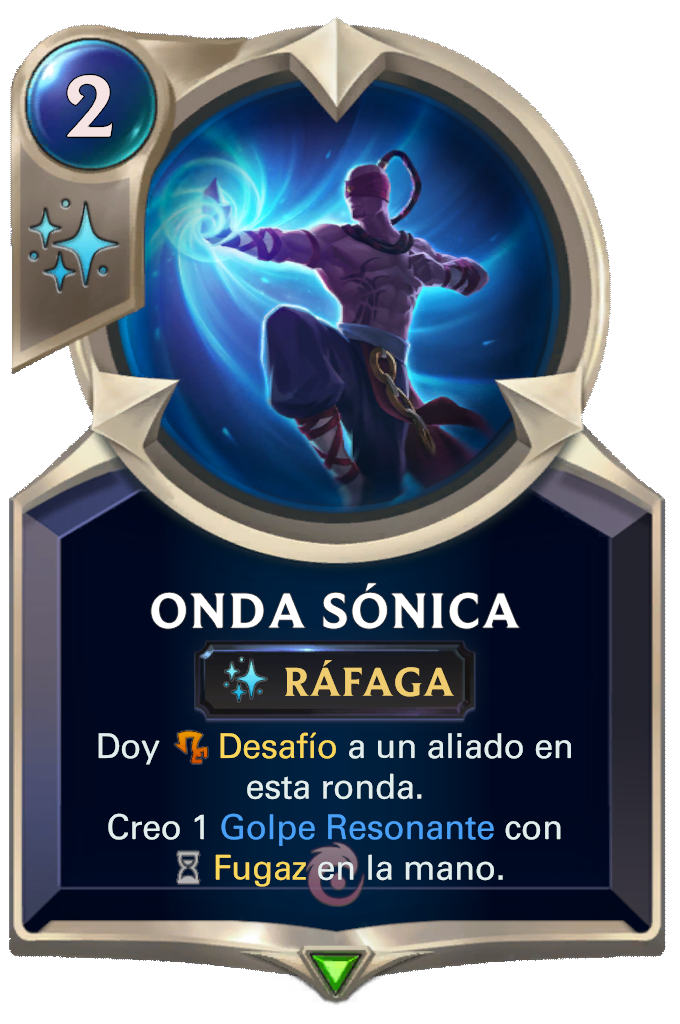 2
ONDA SÓNICA
RÁFAGA
Doy Desafío a un aliado en
esta ronda.
Creo 1 Golpe Resonante con
Fugaz en la mano.